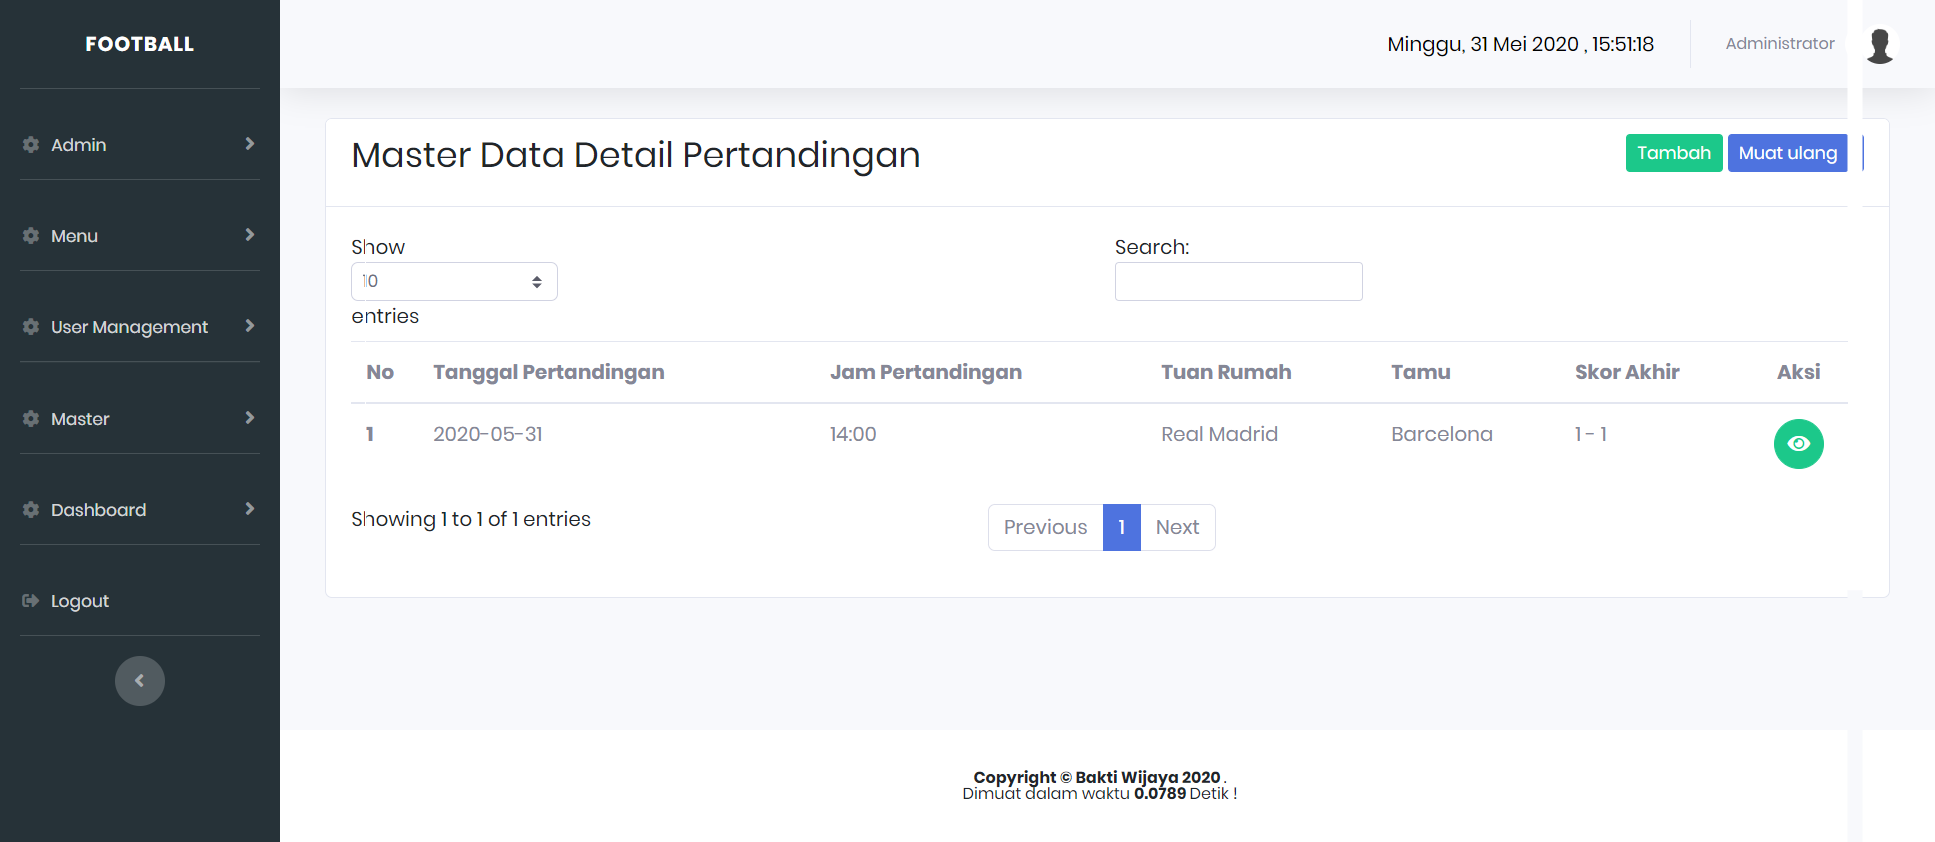 FOOTBALL
Minggu, 31 Mei 2020 , 15:51:18
Administrator
Admin
Menu
User Management
Master
Dashboard
Logout
Master Data Detail Pertandingan
Tambah
Muat ulang
Show
10
entries
Search:
No Tanggal Pertandingan Jam Pertandingan Tuan Rumah Tamu Skor Akhir Aksi
1 2020-05-31 14:00 Real Madrid Barcelona 1 - 1
Showing 1 to 1 of 1 entries
Previous 1 Next
Copyright © Bakti Wijaya 2020 .
Dimuat dalam waktu 0.0789 Detik !